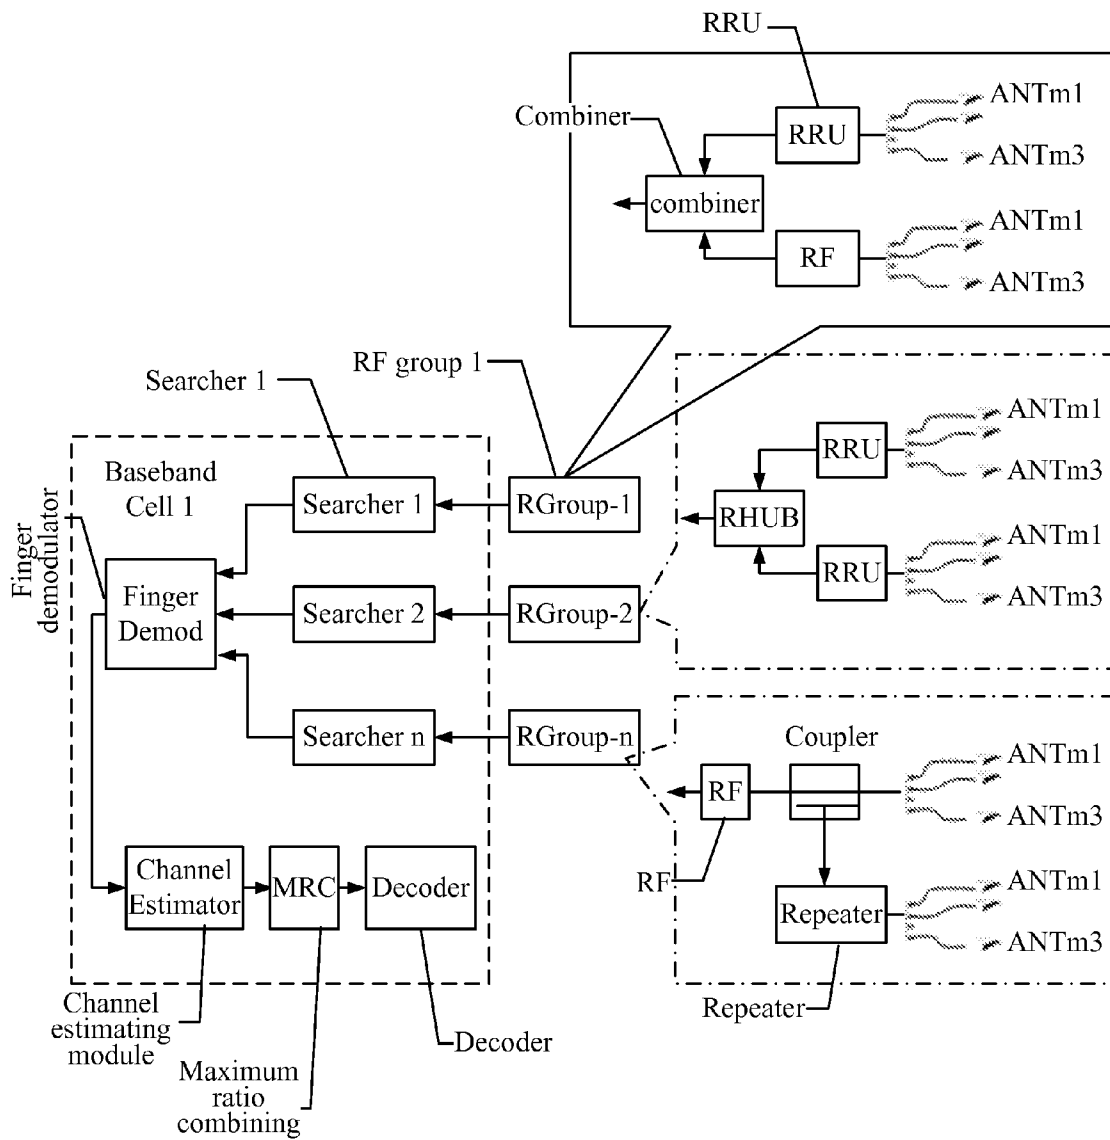 RRU
ANTm1
Combiner
RRU
ANTm3
combiner
ANTm1
RF
ANTm3
RF group 1
Searcher 1
ANTm1
RRU
ANTm3
Baseband
Cell 1
Searcher 1
RGroup-1
RHUB
Finger
demodulator
ANTm1
RRU
ANTm3
Finger
Demod
Searcher 2
RGroup-2
Searcher n
RGroup-n
Coupler
ANTm1
RF
ANTm3
RF
Channel
Estimator
MRC
Decoder
ANTm1
Repeater
ANTm3
Channel
estimating
module
Repeater
Decoder
Maximum
ratio
combining